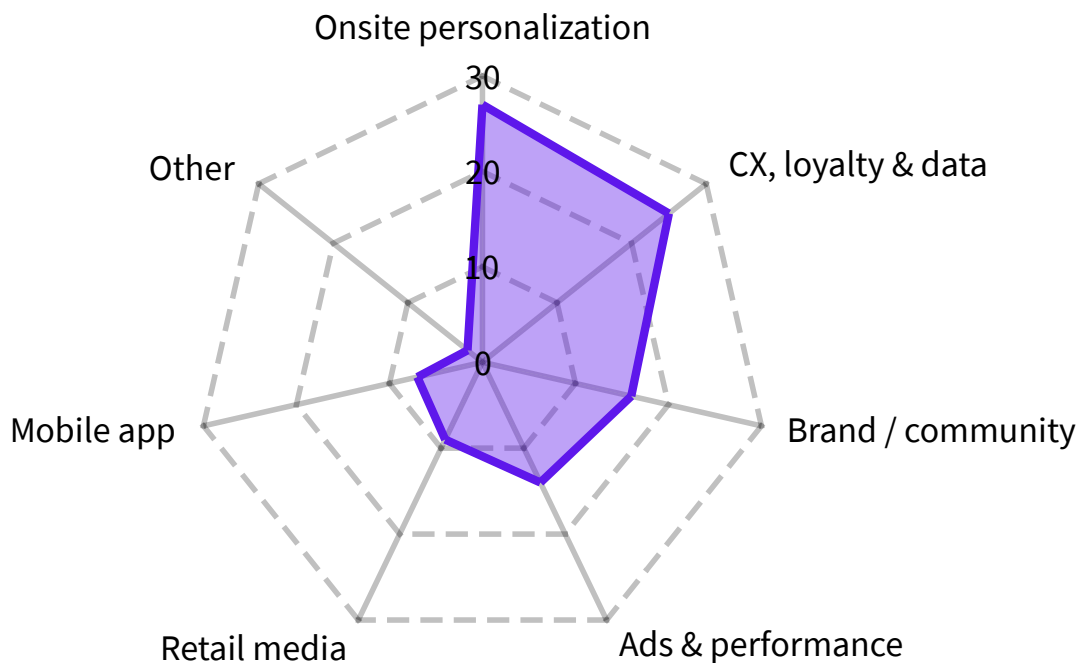 Onsite personalization
30
CX, loyalty & data
Other
20
10
0
Mobile app
Brand / community
Retail media
Ads & performance